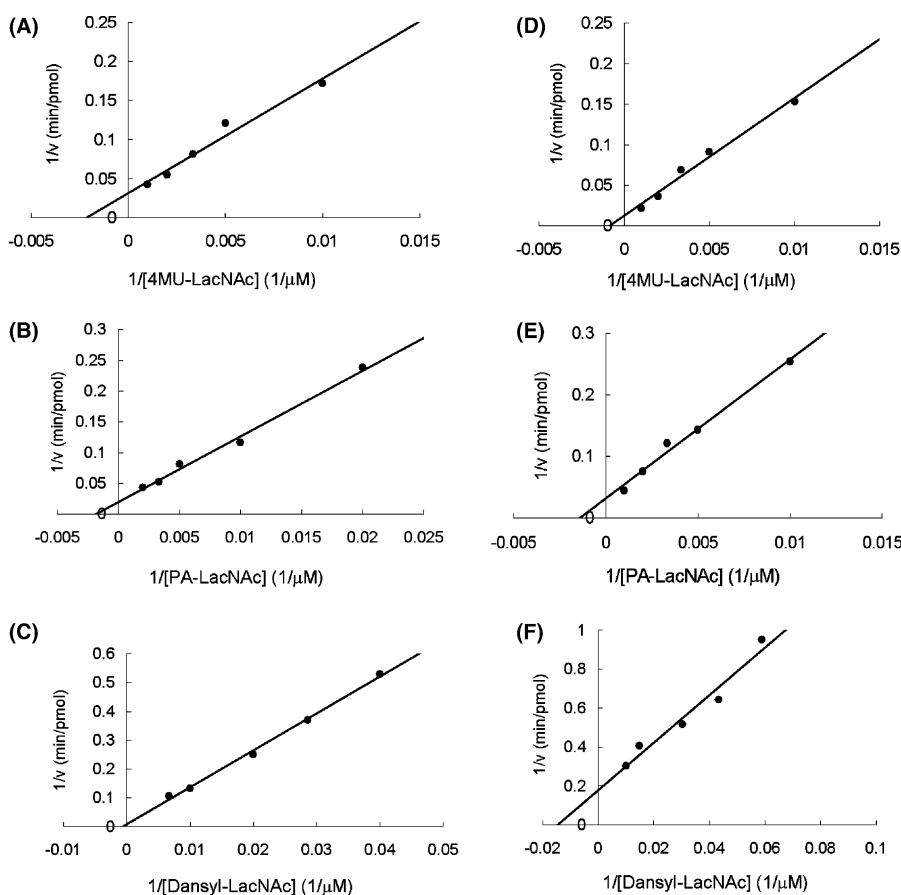 (A)
0.25
0.2
0.15
0.1
0.05
0
1/v (min/pmol)
-0.005 0 0.005 0.01 0.015
1/[4MU-LacNAc] (1/μM)
(B)
0.3
0.25
0.2
0.15
0.1
0.05
0
1/v (min/pmol)
-0.005 0 0.005 0.01 0.015 0.02 0.025
1/[PA-LacNAc] (1/μM)
(C)
0.6
0.5
0.4
0.3
0.2
0.1
0
1/v (min/pmol)
-0.01 0 0.01 0.02 0.03 0.04 0.05
1/[Dansyl-LacNAc] (1/μM)
(D)
0.25
0.2
0.15
0.1
0.05
0
1/v (min/pmol)
-0.005 0 0.005 0.01 0.015
1/[4MU-LacNAc] (1/μM)
(E)
0.3
0.2
0.1
0
1/v (min/pmol)
-0.005 0 0.005 0.01 0.015
1/[PA-LacNAc] (1/μM)
(F)
1
0.8
0.6
0.4
0.2
0
1/v (min/pmol)
-0.02 0 0.02 0.04 0.06 0.08 0.1
1/[Dansyl-LacNAc] (1/μM)